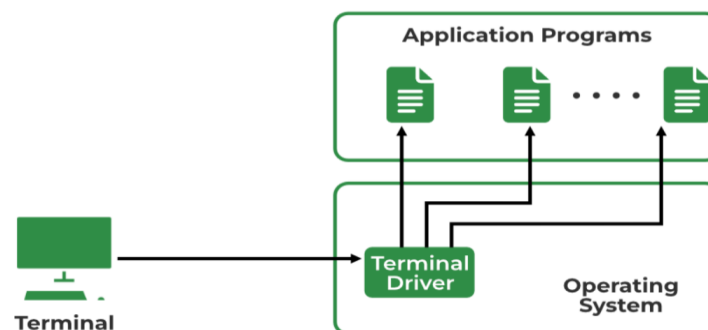 Application Programs
Terminal
Driver
Operating
System
Terminal